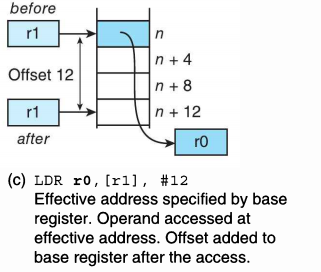 before
r1
n
n + 4
Offset 12
n + 8
r1
n + 12
after
r0
(c) LDR r0, [r1], #12
Effective address specified by base
register. Operand accessed at
effective address. Offset added to
base register after the access.